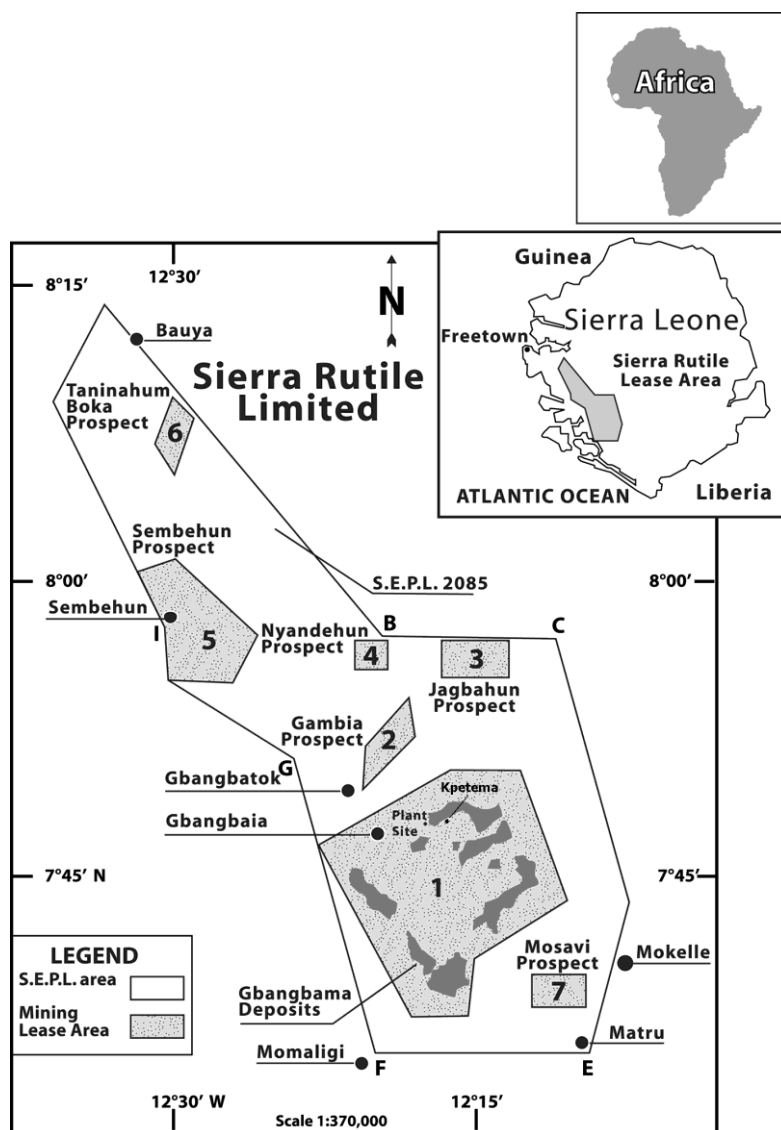 Africa
Guinea
Sierra Leone
Freetown
Sierra Rutile
Lease Area
ATLANTIC OCEAN
Liberia
12°30′
8°15′
N
Bauya
Sierra Rutile
Limited
Taninahum
Boka
Prospect
6
Sembehun
Prospect
8°00′
8°00′
S.E.P.L. 2085
Sembehun
I
5
B
C
Nyandehun
Prospect
4
3
Jagbahun
Prospect
Gambia
Prospect
2
G
Gbangbatok
Kpetema
Plant
Site
Gbangbaia
7°45′ N
7°45′
1
LEGEND
S.E.P.L. area
Mining
Lease Area
Gbangbama
Deposits
Mosavi
Prospect
7
Mokelle
Matru
Momaligi
F
E
12°30′ W
12°15′
Scale 1:370,000